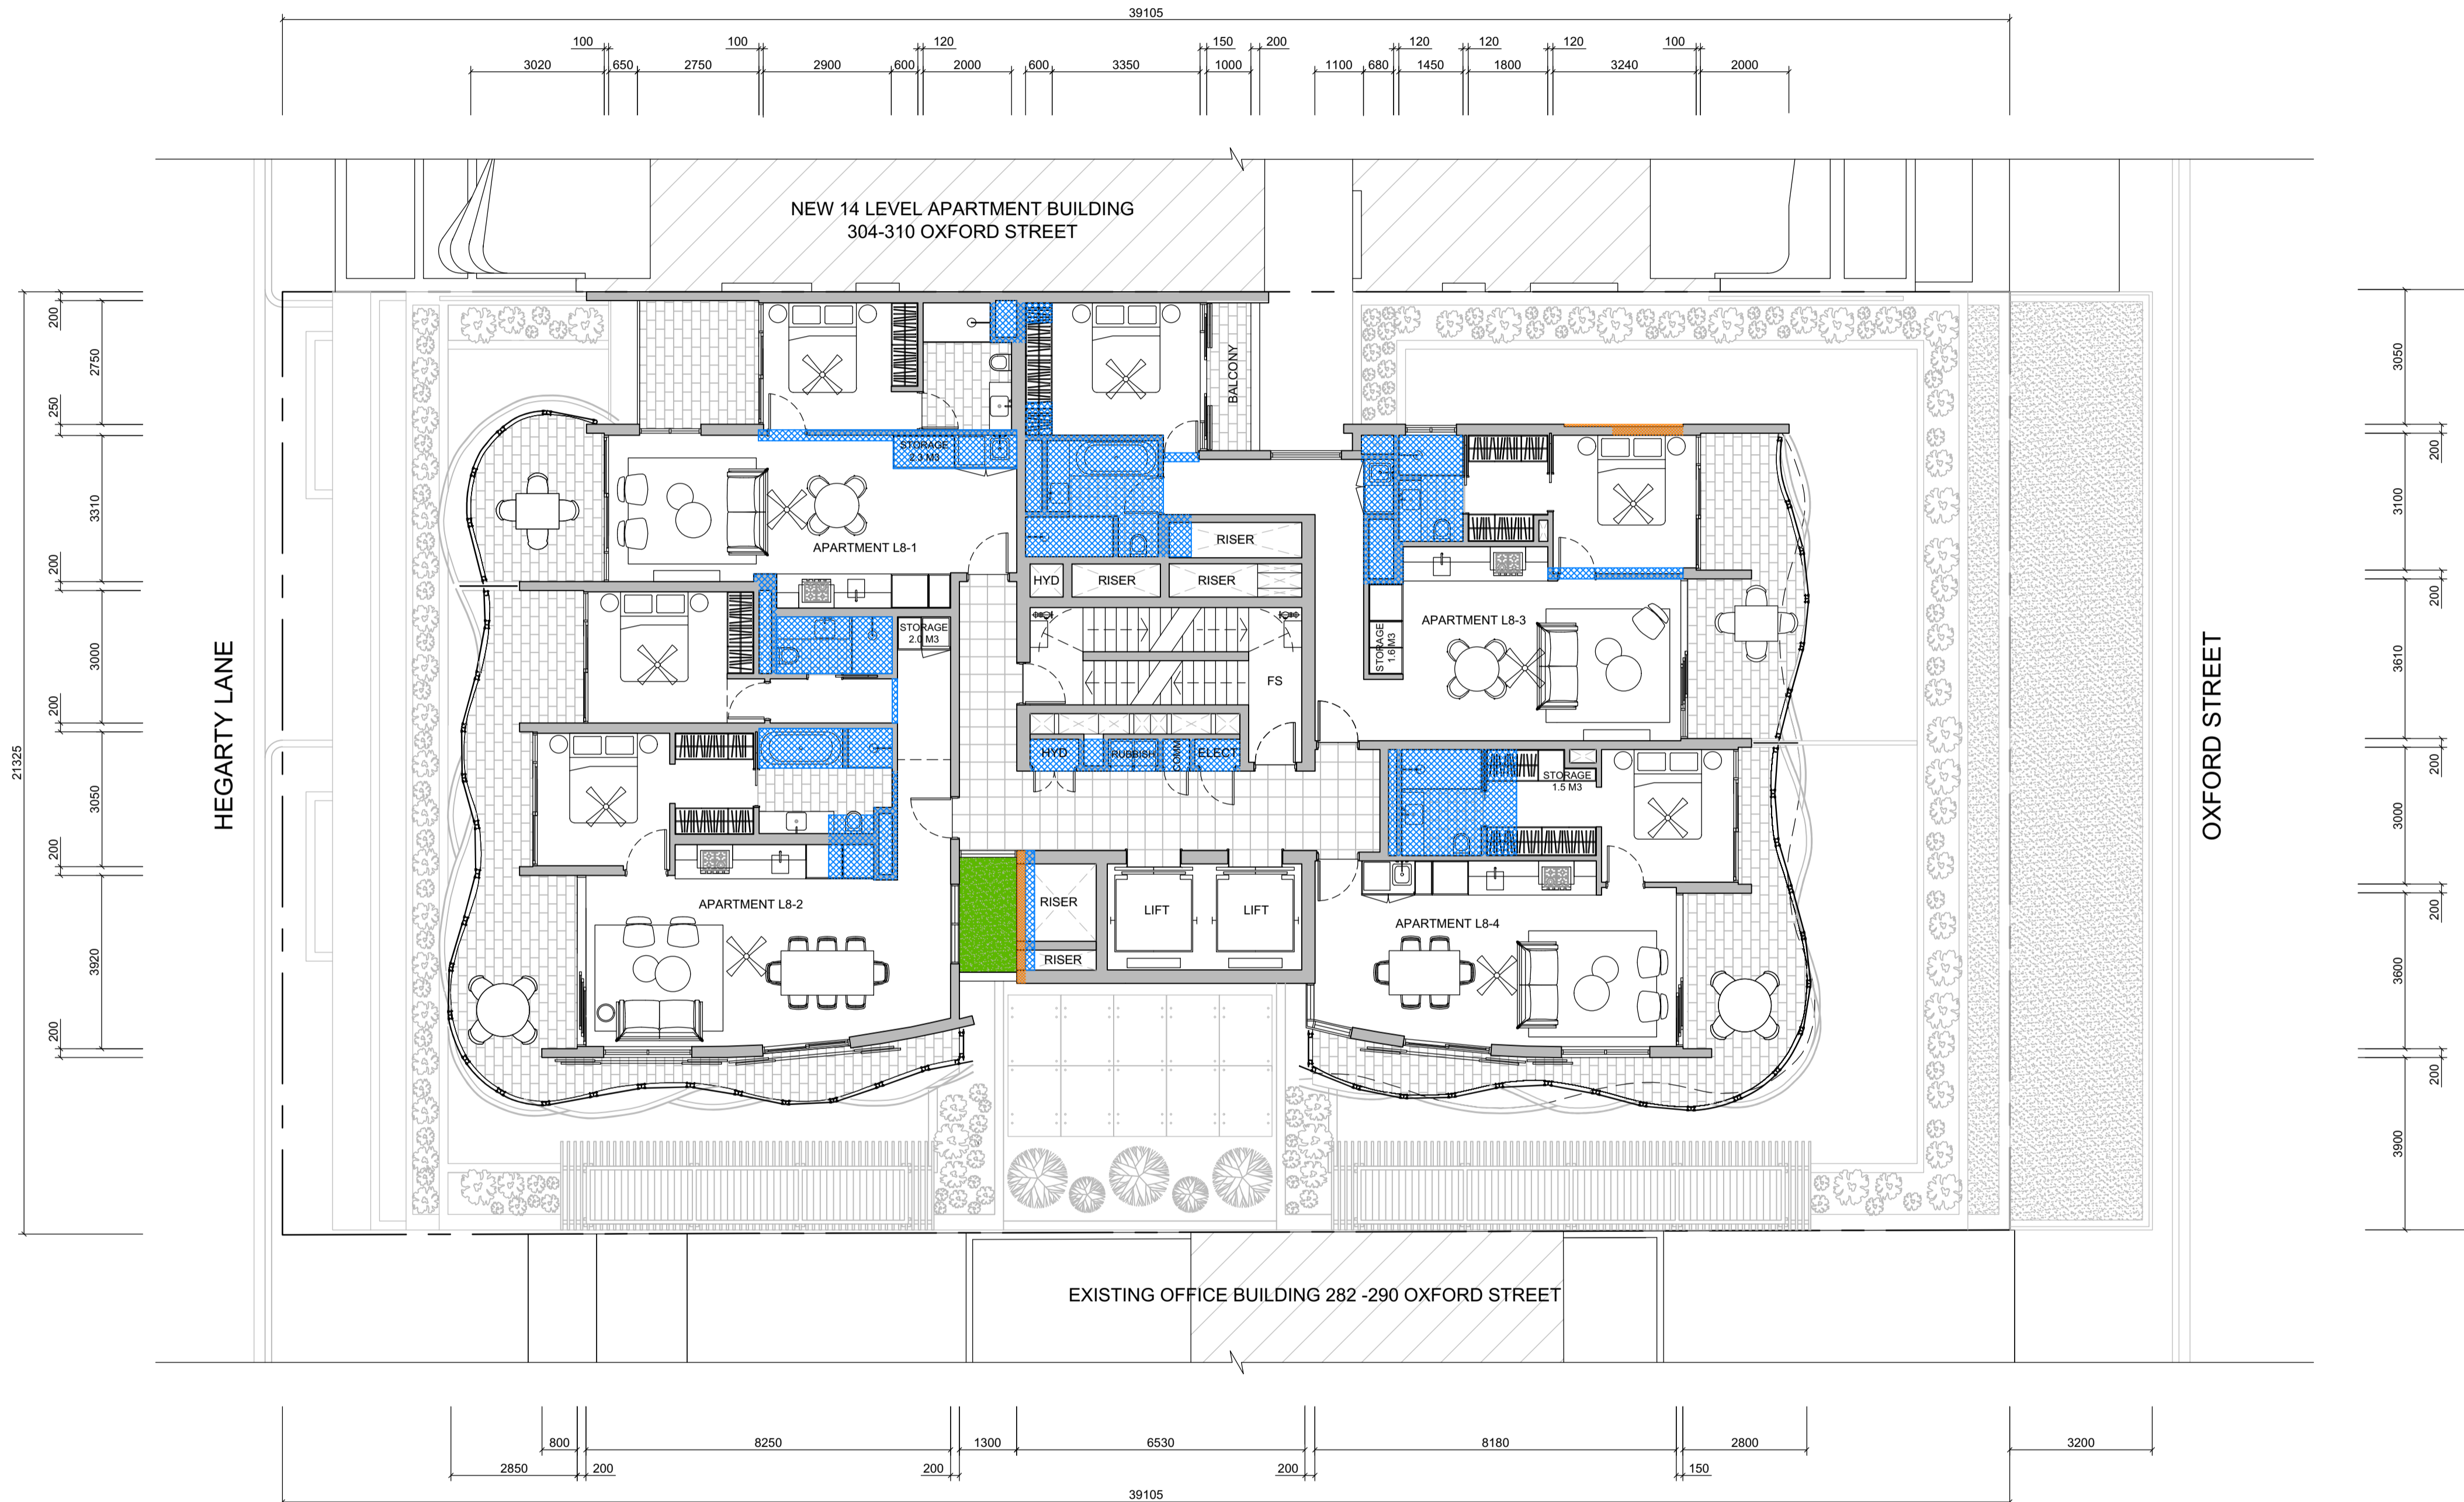 39105
100 100 120 150 200 120 120 120 100
3020 650 2750 2900 600 2000 600 3350 1000 1100 680 1450 1800 3240 2000
NEW 14 LEVEL APARTMENT BUILDING
304-310 OXFORD STREET
21325
200
2750
250
3310
200
3000
200
3050
200
3920
200
HEGARTY LANE
BALCONY
STORAGE
2.3 M3
APARTMENT L8-1
RISER
HYD
RISER
RISER
STORAGE
2.0 M3
FS
HYD
RUBBISH
COMM
ELECT
APARTMENT L8-3
STORAGE
1.6 M3
STORAGE
1.5 M3
APARTMENT L8-2
RISER
RISER
LIFT
LIFT
APARTMENT L8-4
OXFORD STREET
3050
200
3100
200
3610
200
3000
200
3600
200
3900
EXISTING OFFICE BUILDING 282 -290 OXFORD STREET
800 8250 1300 6530 8180 2800 3200
2850 200 200 200 150
39105